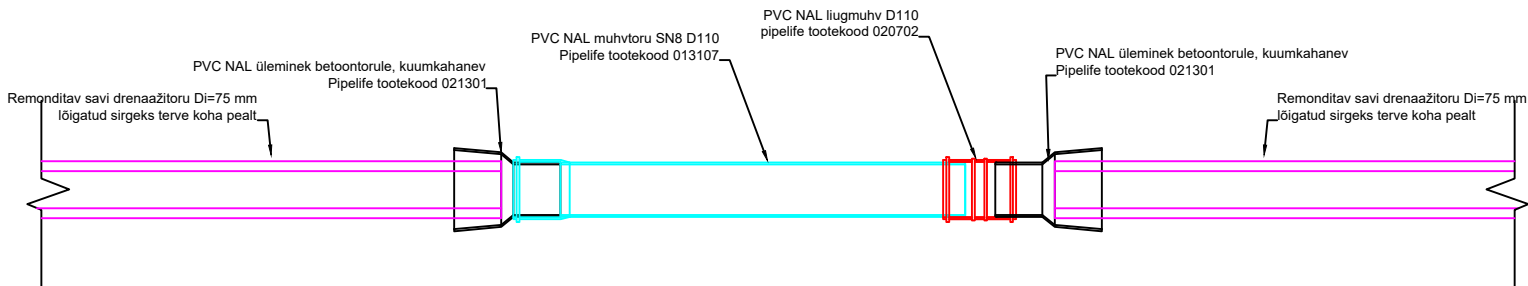 PVC NAL liugmuhv D110
pipelife tootekood 020702
PVC NAL muhvtoru SN8 D110
Pipelife tootekood 013107
PVC NAL üleminek betoontorule, kuumkahanev
Pipelife tootekood 021301
PVC NAL üleminek betoontorule, kuumkahanev
Pipelife tootekood 021301
Remonditav savi drenaažitoru Di=75 mm
lõigatud sirgeks terve koha pealt
Remonditav savi drenaažitoru Di=75 mm
lõigatud sirgeks terve koha pealt